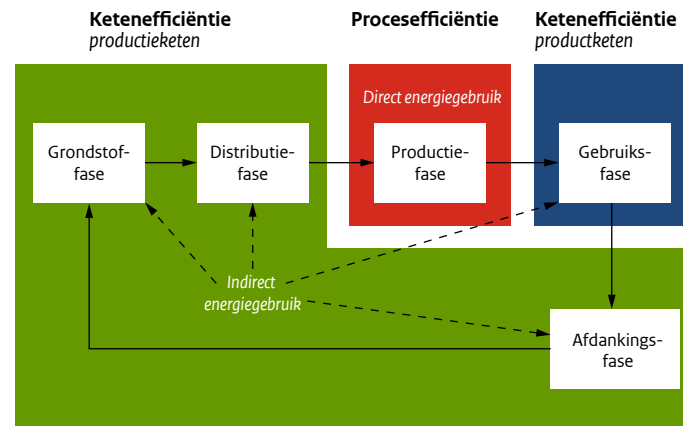 Ketenefficiëntie
productieketen
Procesefficiëntie
Ketenefficiëntie
productketen
Direct energiegebruik
Grondstof-
fase
Distributie-
fase
Productie-
fase
Gebruiks-
fase
Indirect
energiegebruik
Afdankings-
fase